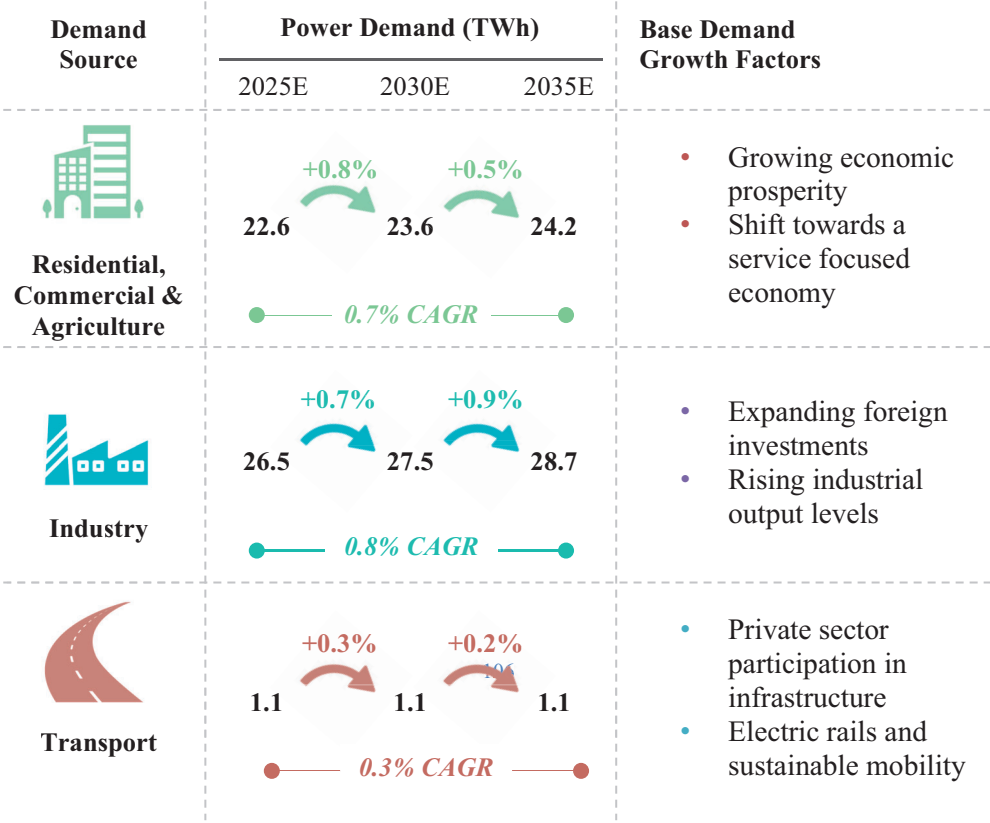 Demand
Source
Power Demand (TWh)
Base Demand
Growth Factors
2025E 2030E 2035E
+0.8% +0.5%
22.6 23.6 24.2
0.7% CAGR
Residential,
Commercial &
Agriculture
• Growing economic
prosperity
• Shift towards a
service focused
economy
+0.7% +0.9%
26.5 27.5 28.7
0.8% CAGR
Industry
• Expanding foreign
investments
• Rising industrial
output levels
+0.3% +0.2%
106
1.1 1.1 1.1
0.3% CAGR
Transport
• Private sector
participation in
infrastructure
• Electric rails and
sustainable mobility